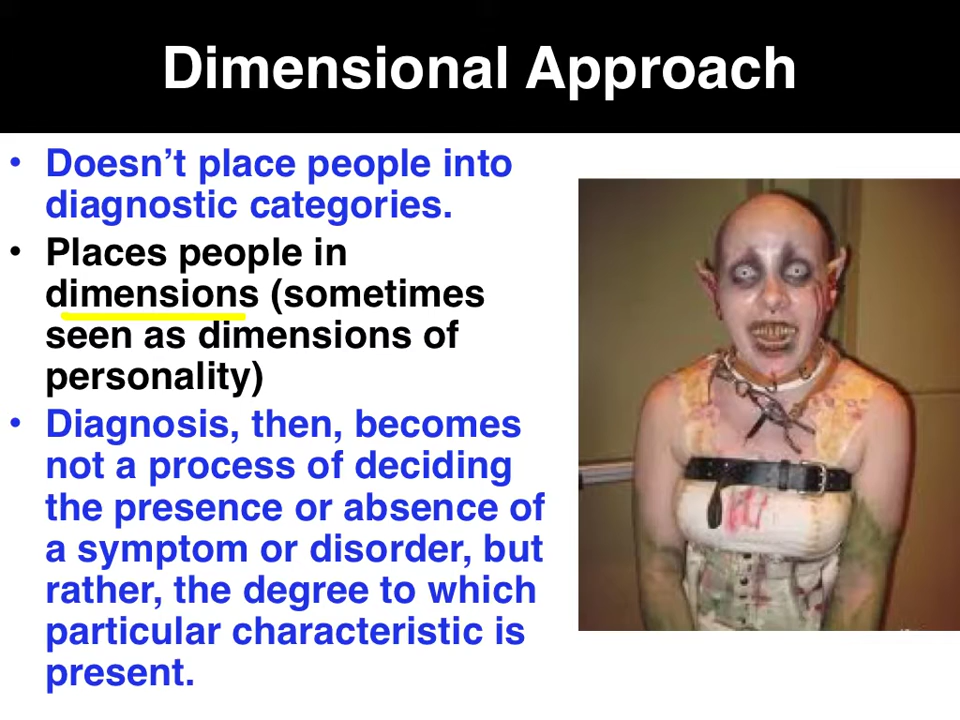 Dimensional Approach
• Doesn’t place people into
diagnostic categories.
• Places people in
dimensions (sometimes
seen as dimensions of
personality)
• Diagnosis, then, becomes
not a process of deciding
the presence or absence of
a symptom or disorder, but
rather, the degree to which
particular characteristic is
present.